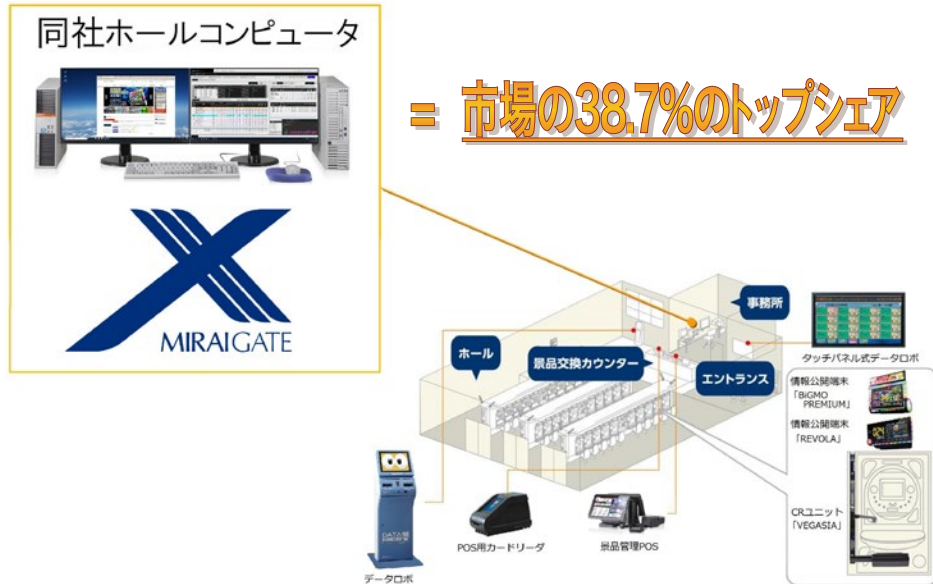 同社ホールコンピュータ
= 市場の38.7%のトップシェア
MIRAIGATE
事務所
ホール
景品交換カウンター
エントランス
タッチパネル式データロボ
情報公開端末
「BiGMO
PREMIUM」
情報公開端末
「REVOLA」
CRユニット
「VEGASIA」
POS用カードリーダ
景品管理POS
データロボ